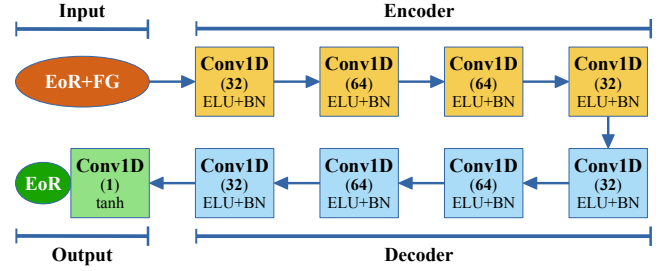 Input
Encoder
EoR+FG
Conv1D
(32)
ELU+BN
Conv1D
(64)
ELU+BN
Conv1D
(64)
ELU+BN
Conv1D
(32)
ELU+BN
EoR
Conv1D
(1)
tanh
Conv1D
(32)
ELU+BN
Conv1D
(64)
ELU+BN
Conv1D
(64)
ELU+BN
Conv1D
(32)
ELU+BN
Output
Decoder